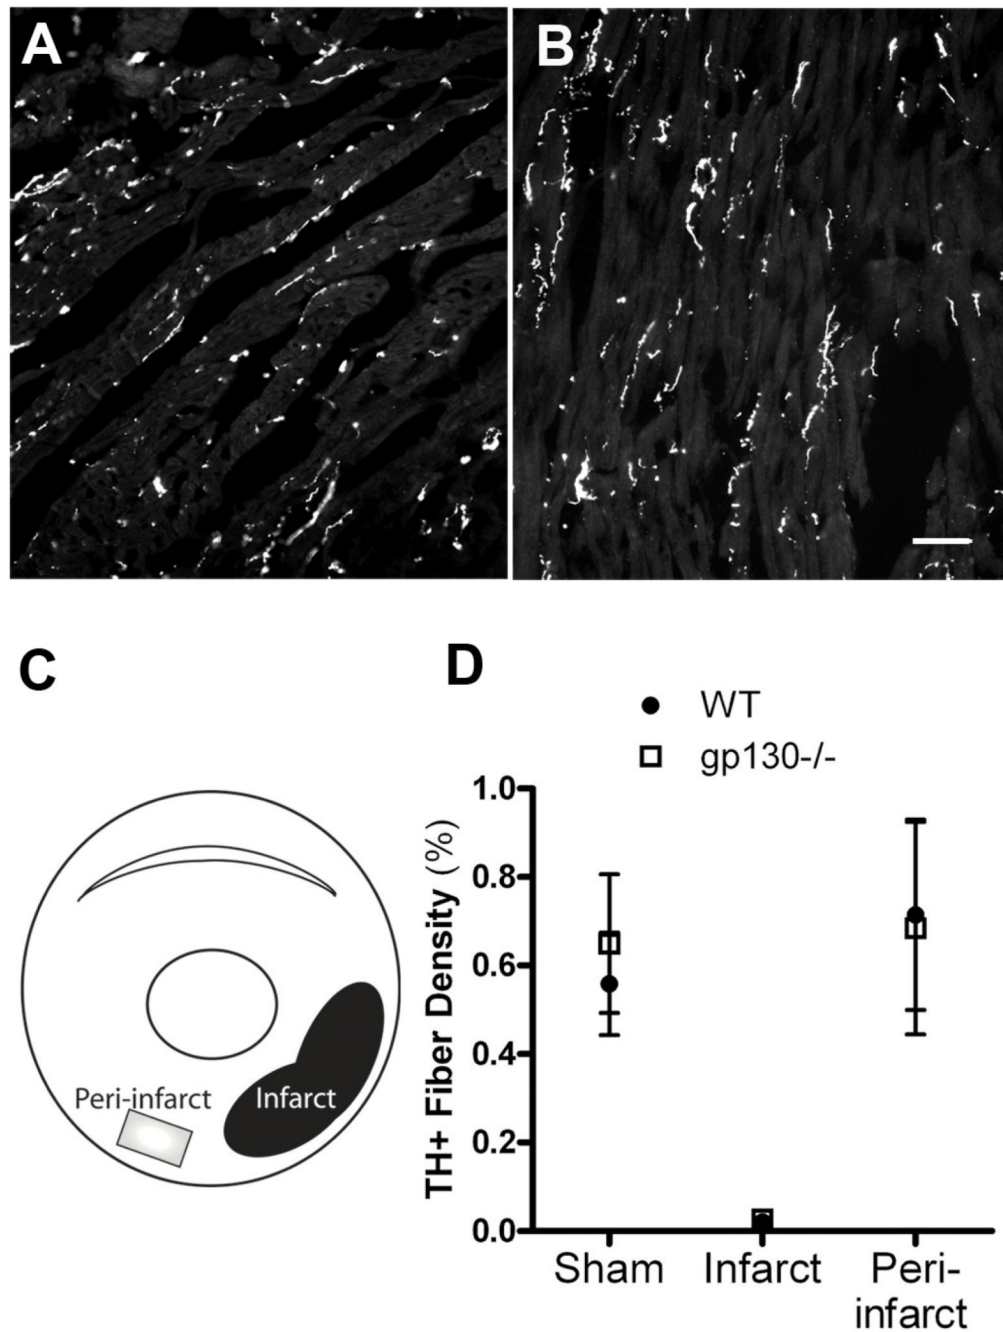 A
B
C
D
WT
gp130-/-
TH+ Fiber Density (%)
1.0
0.8
0.6
0.4
0.2
0.0
Sham
Infarct
Peri-
infarct
Peri-infarct
Infarct